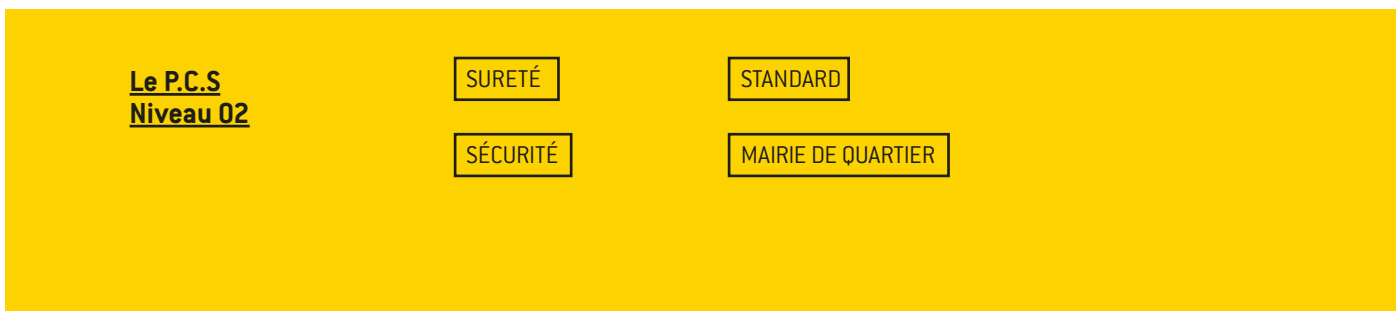 Le P.C.S
Niveau 02
SURETÉ
STANDARD
SÉCURITÉ
MAIRIE DE QUARTIER